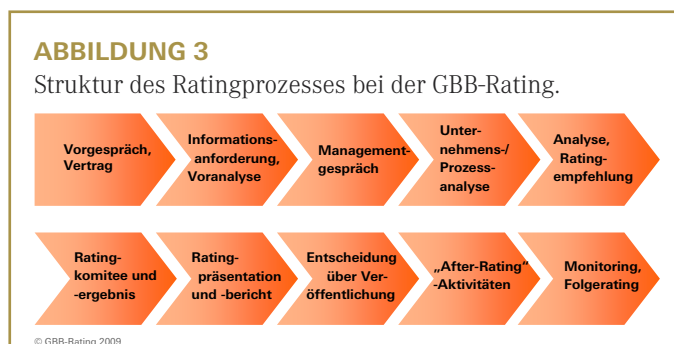 ABBILDUNG 3
Struktur des Ratingprozesses bei der GBB-Rating.
Vorgespräch,
Vertrag
Informations-
anforderung,
Voranalyse
Management-
gespräch
Unter-
nehmens-/
Prozess-
analyse
Analyse,
Rating-
empfehlung
Rating-
komitee und
-ergebnis
Rating-
präsentation
und -bericht
Entscheidung
über Ver-
öffentlichung
„After-Rating“
-Aktivitäten
Monitoring,
Folgerating
© GBB-Rating 2009